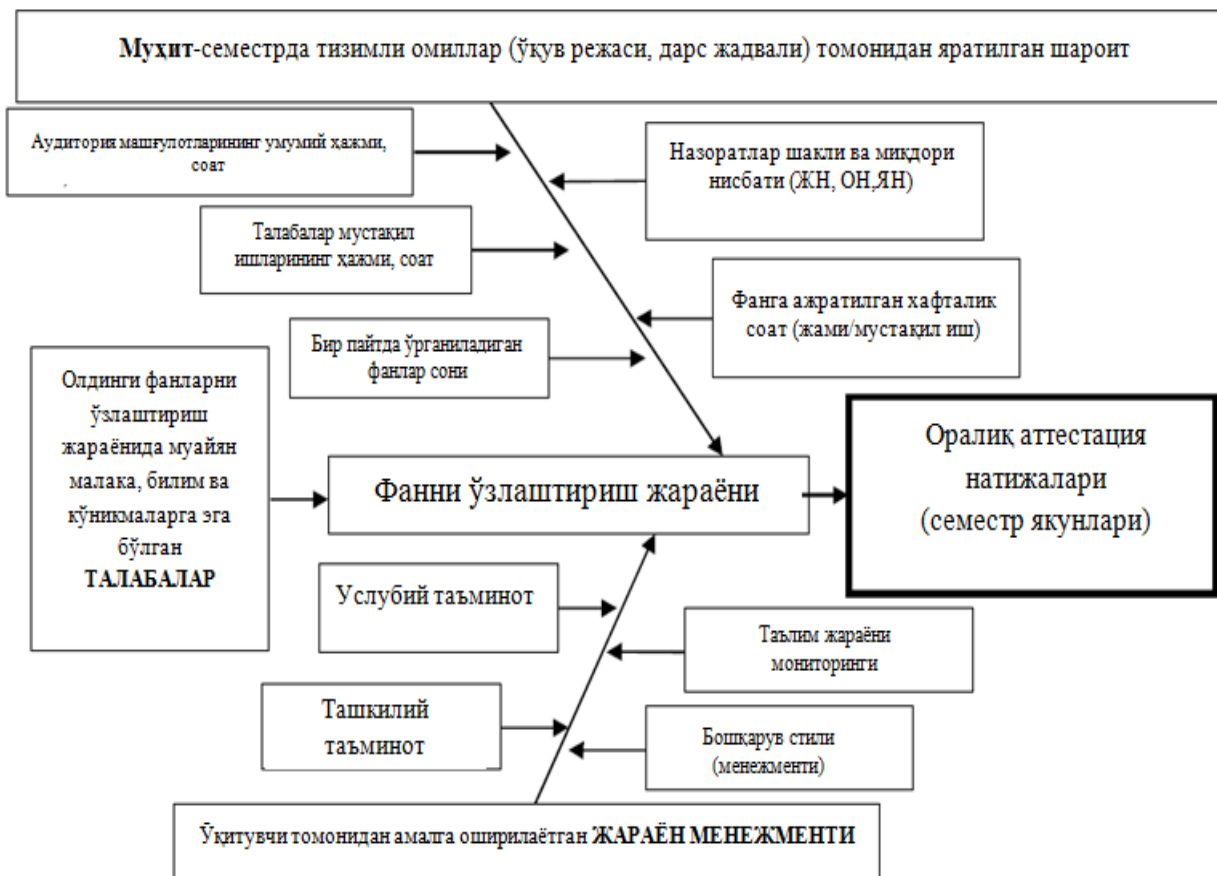 Муҳит-семестрда тизимли омиллар (ўқув режаси, дарс жадвали) томонидан яратилган шароит
Аудитория машғулотларининг умумий ҳажми,
соат
Назоратлар шакли ва миқдори
нисбати (ЖН, ОН,ЯН)
Талабалар мустақил
ишларининг ҳажми, соат
Фанга ажратилган хафталик
соат (жами/мустақил иш)
Бир пайтда ўрганиладиган
фанлар сони
Олдинги фанларни
ўзлаштириш
жараёнида муайян
малака, билим ва
кўникмаларга эга
бўлган
ТАЛАБАЛАР
Фанни ўзлаштириш жараёни
Оралиқ аттестация
натижалари
(семестр якунлари)
Услубий таъминот
Таълим жараёни
мониторинги
Ташкилий
таъминот
Бошқарув стили
(менежменти)
Ўқитувчи томонидан амалга оширилаётган ЖАРАЁН МЕНЕЖМЕНТИ